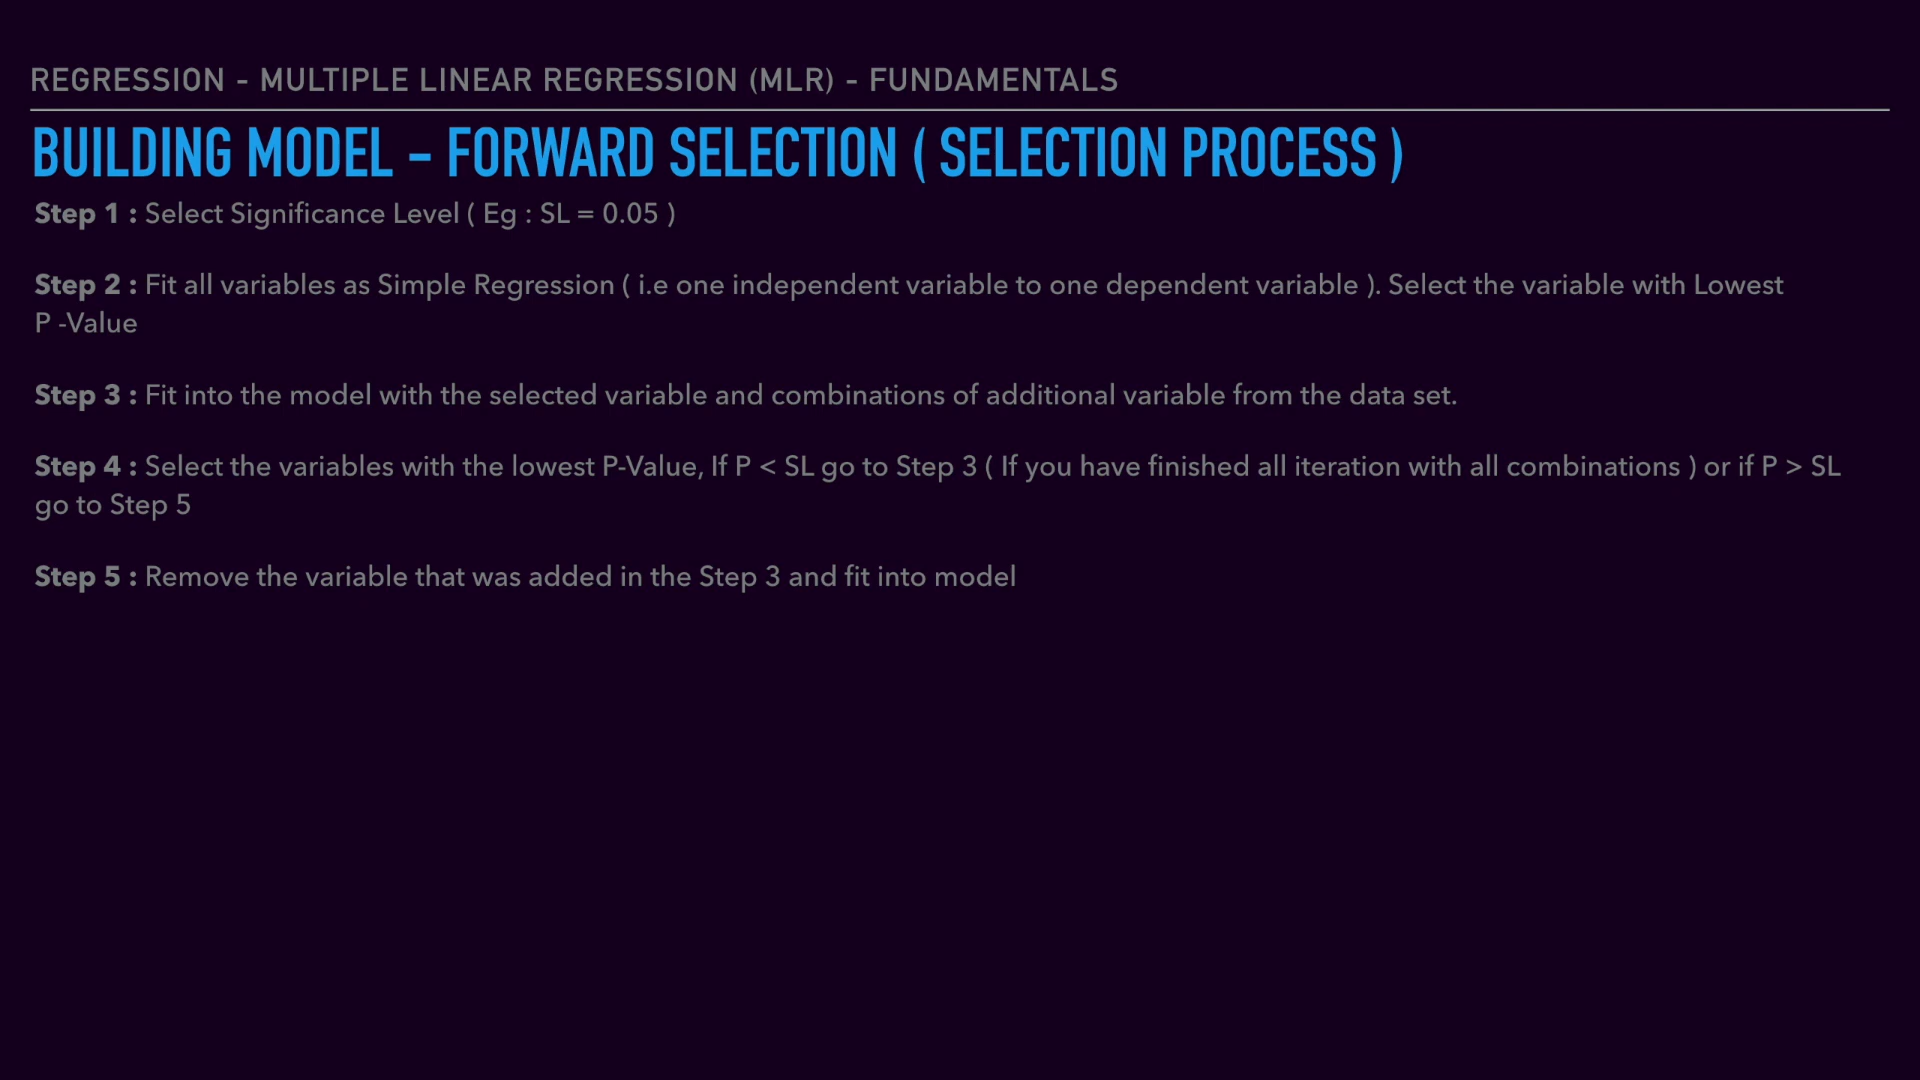 REGRESSION - MULTIPLE LINEAR REGRESSION (MLR) - FUNDAMENTALS
BUILDING MODEL – FORWARD SELECTION ( SELECTION PROCESS )
Step 1 : Select Significance Level ( Eg : SL = 0.05 )
Step 2 : Fit all variables as Simple Regression ( i.e one independent variable to one dependent variable ). Select the variable with Lowest
P -Value
Step 3 : Fit into the model with the selected variable and combinations of additional variable from the data set.
Step 4 : Select the variables with the lowest P-Value, If P < SL go to Step 3 ( If you have finished all iteration with all combinations ) or if P > SL
go to Step 5
Step 5 : Remove the variable that was added in the Step 3 and fit into model